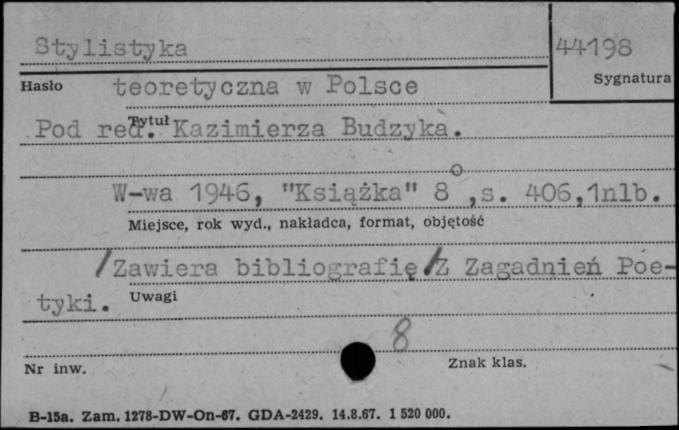 Stylistyka 44198
Hasło teoretyczna w Polsce Sygnatura
Tytuł
Pod red. Kazimierza Budzyka.
W-wa 1946, "Książka" 8°,s. 406,1nlb.
Miejsce, rok wyd., nakładca, format, objętość
/Zawiera bibliografię/Z Zagadnień Poe-
tyki. Uwagi
8
Nr inw. Znak klas.
B-15a. Zam. 1278-DW-On-67. GDA-2429. 14.8.67. 1 520 000.